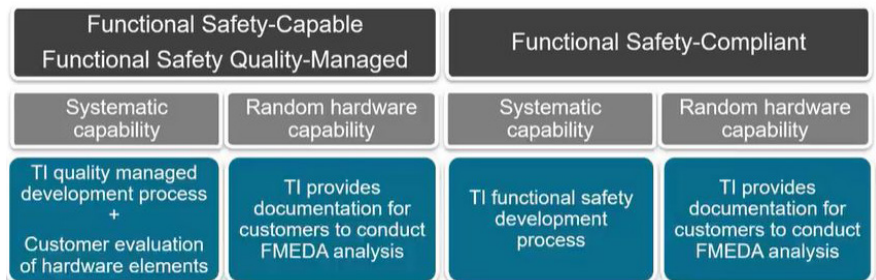 Functional Safety-Capable
Functional Safety Quality-Managed
Functional Safety-Compliant
Systematic
capability
Random hardware
capability
Systematic
capability
Random hardware
capability
TI quality managed
development process
+
Customer evaluation
of hardware elements
TI provides
documentation for
customers to conduct
FMEDA analysis
TI functional safety
development
process
TI provides
documentation for
customers to conduct
FMEDA analysis